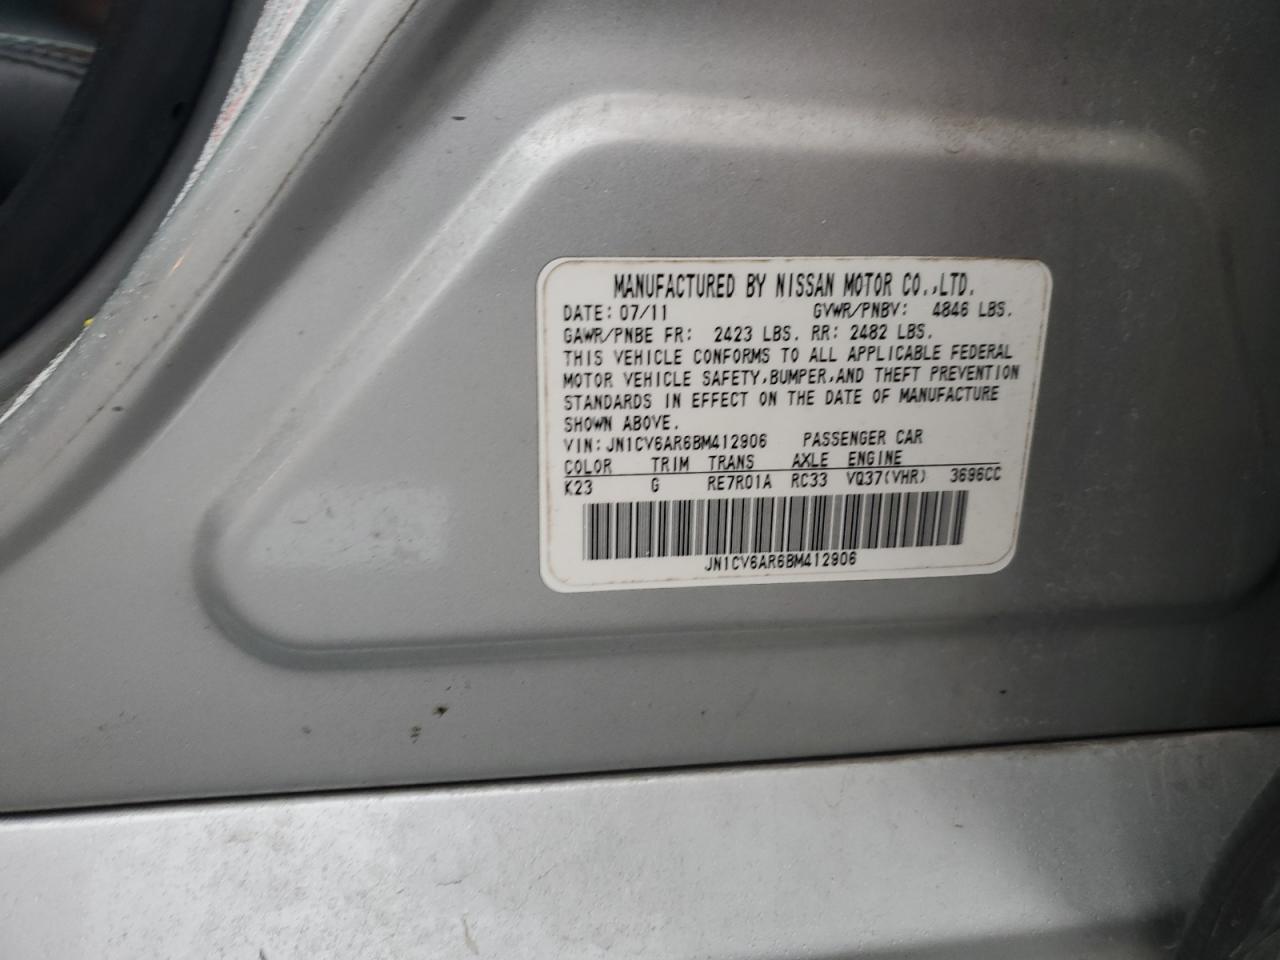 MANUFACTURED BY NISSAN MOTOR CO.,LTD.
DATE: 07/11 GVWR/PNBV: 4846 LBS.
GAWR/PNBE FR: 2423 LBS. RR: 2482 LBS.
THIS VEHICLE CONFORMS TO ALL APPLICABLE FEDERAL
MOTOR VEHICLE SAFETY,BUMPER,AND THEFT PREVENTION
STANDARDS IN EFFECT ON THE DATE OF MANUFACTURE
SHOWN ABOVE.
VIN:JN1CV6AR6BM412906 PASSENGER CAR
COLOR TRIM TRANS AXLE ENGINE
K23 G RE7R01A RC33 VQ37(VHR) 3696CC
JN1CV6AR6BM412906